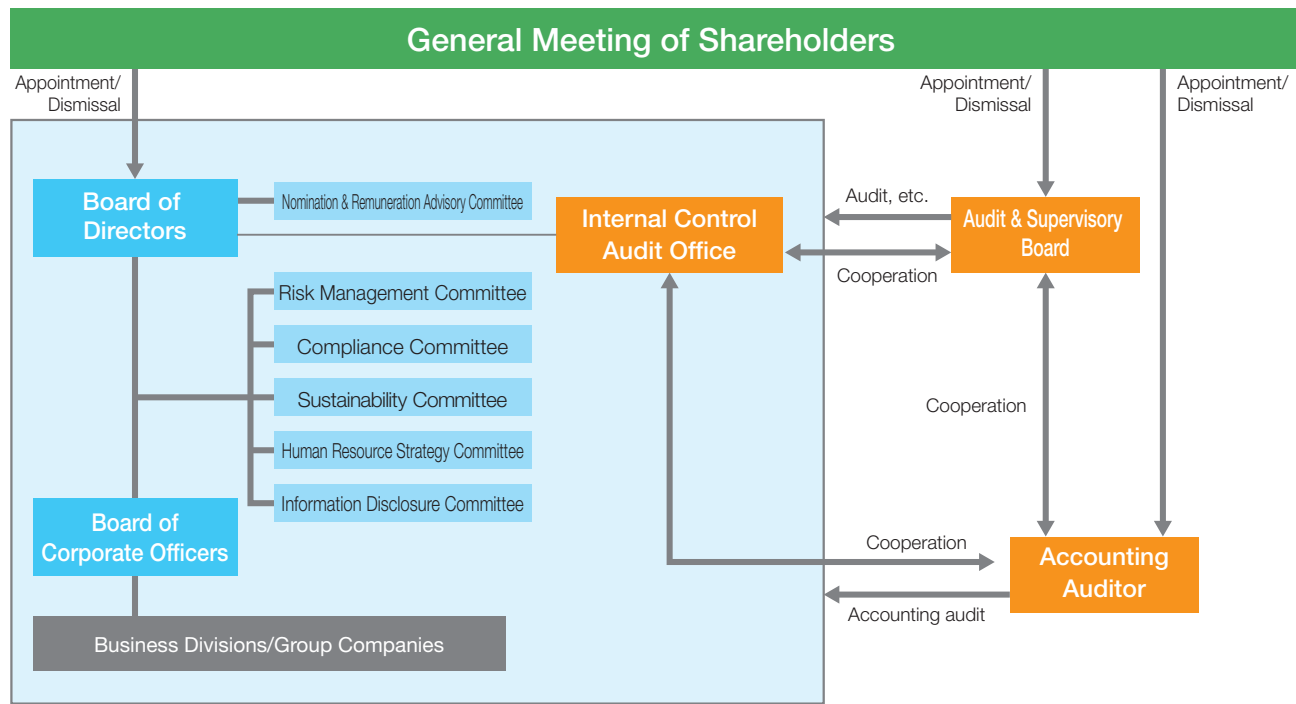 General Meeting of Shareholders
Appointment/
Dismissal
Appointment/
Dismissal
Appointment/
Dismissal
Board of
Directors
Nomination & Remuneration Advisory Committee
Internal Control
Audit Office
Audit, etc.
Audit & Supervisory
Board
Cooperation
Risk Management Committee
Compliance Committee
Sustainability Committee
Cooperation
Human Resource Strategy Committee
Information Disclosure Committee
Board of
Corporate Officers
Cooperation
Accounting
Auditor
Accounting audit
Business Divisions/Group Companies